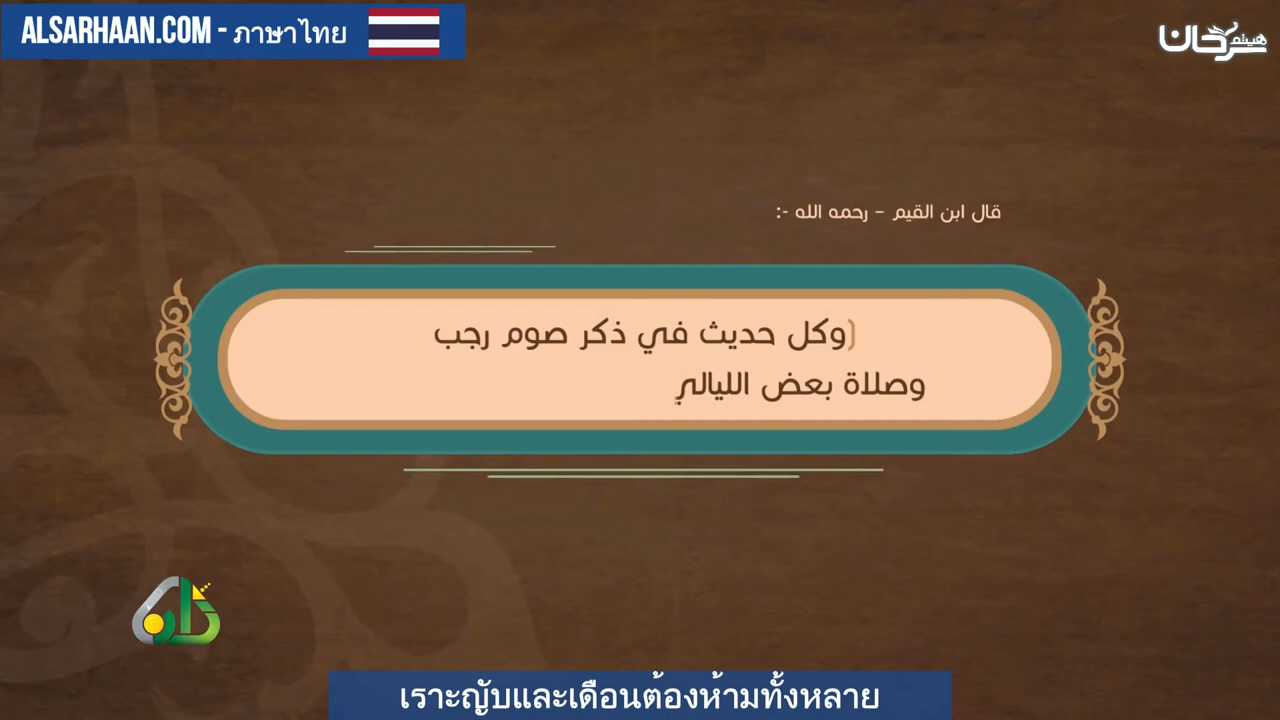 ALSARHAAN.COM - ภาษาไทย
هيثم سرحان
قال ابن القيم – رحمه الله -:
(وكل حديث في ذكر صوم رجب
وصلاة بعض الليالي
เราะญับและเดือนต้องห้ามทั้งหลาย